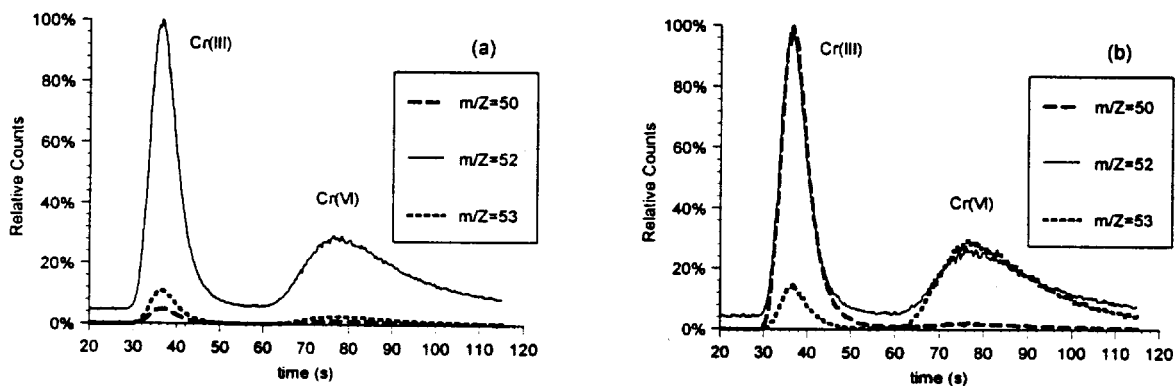 100%
80%
60%
40%
20%
0%
Relative Counts
Cr(III)
(a)
m/Z=50
m/Z=52
m/Z=53
Cr(VI)
20 30 40 50 60 70 80 90 100 110 120
time (s)
100%
80%
60%
40%
20%
0%
Relative Counts
Cr(III)
(b)
m/Z=50
m/Z=52
m/Z=53
Cr(VI)
20 30 40 50 60 70 80 90 100 110 120
time (s)